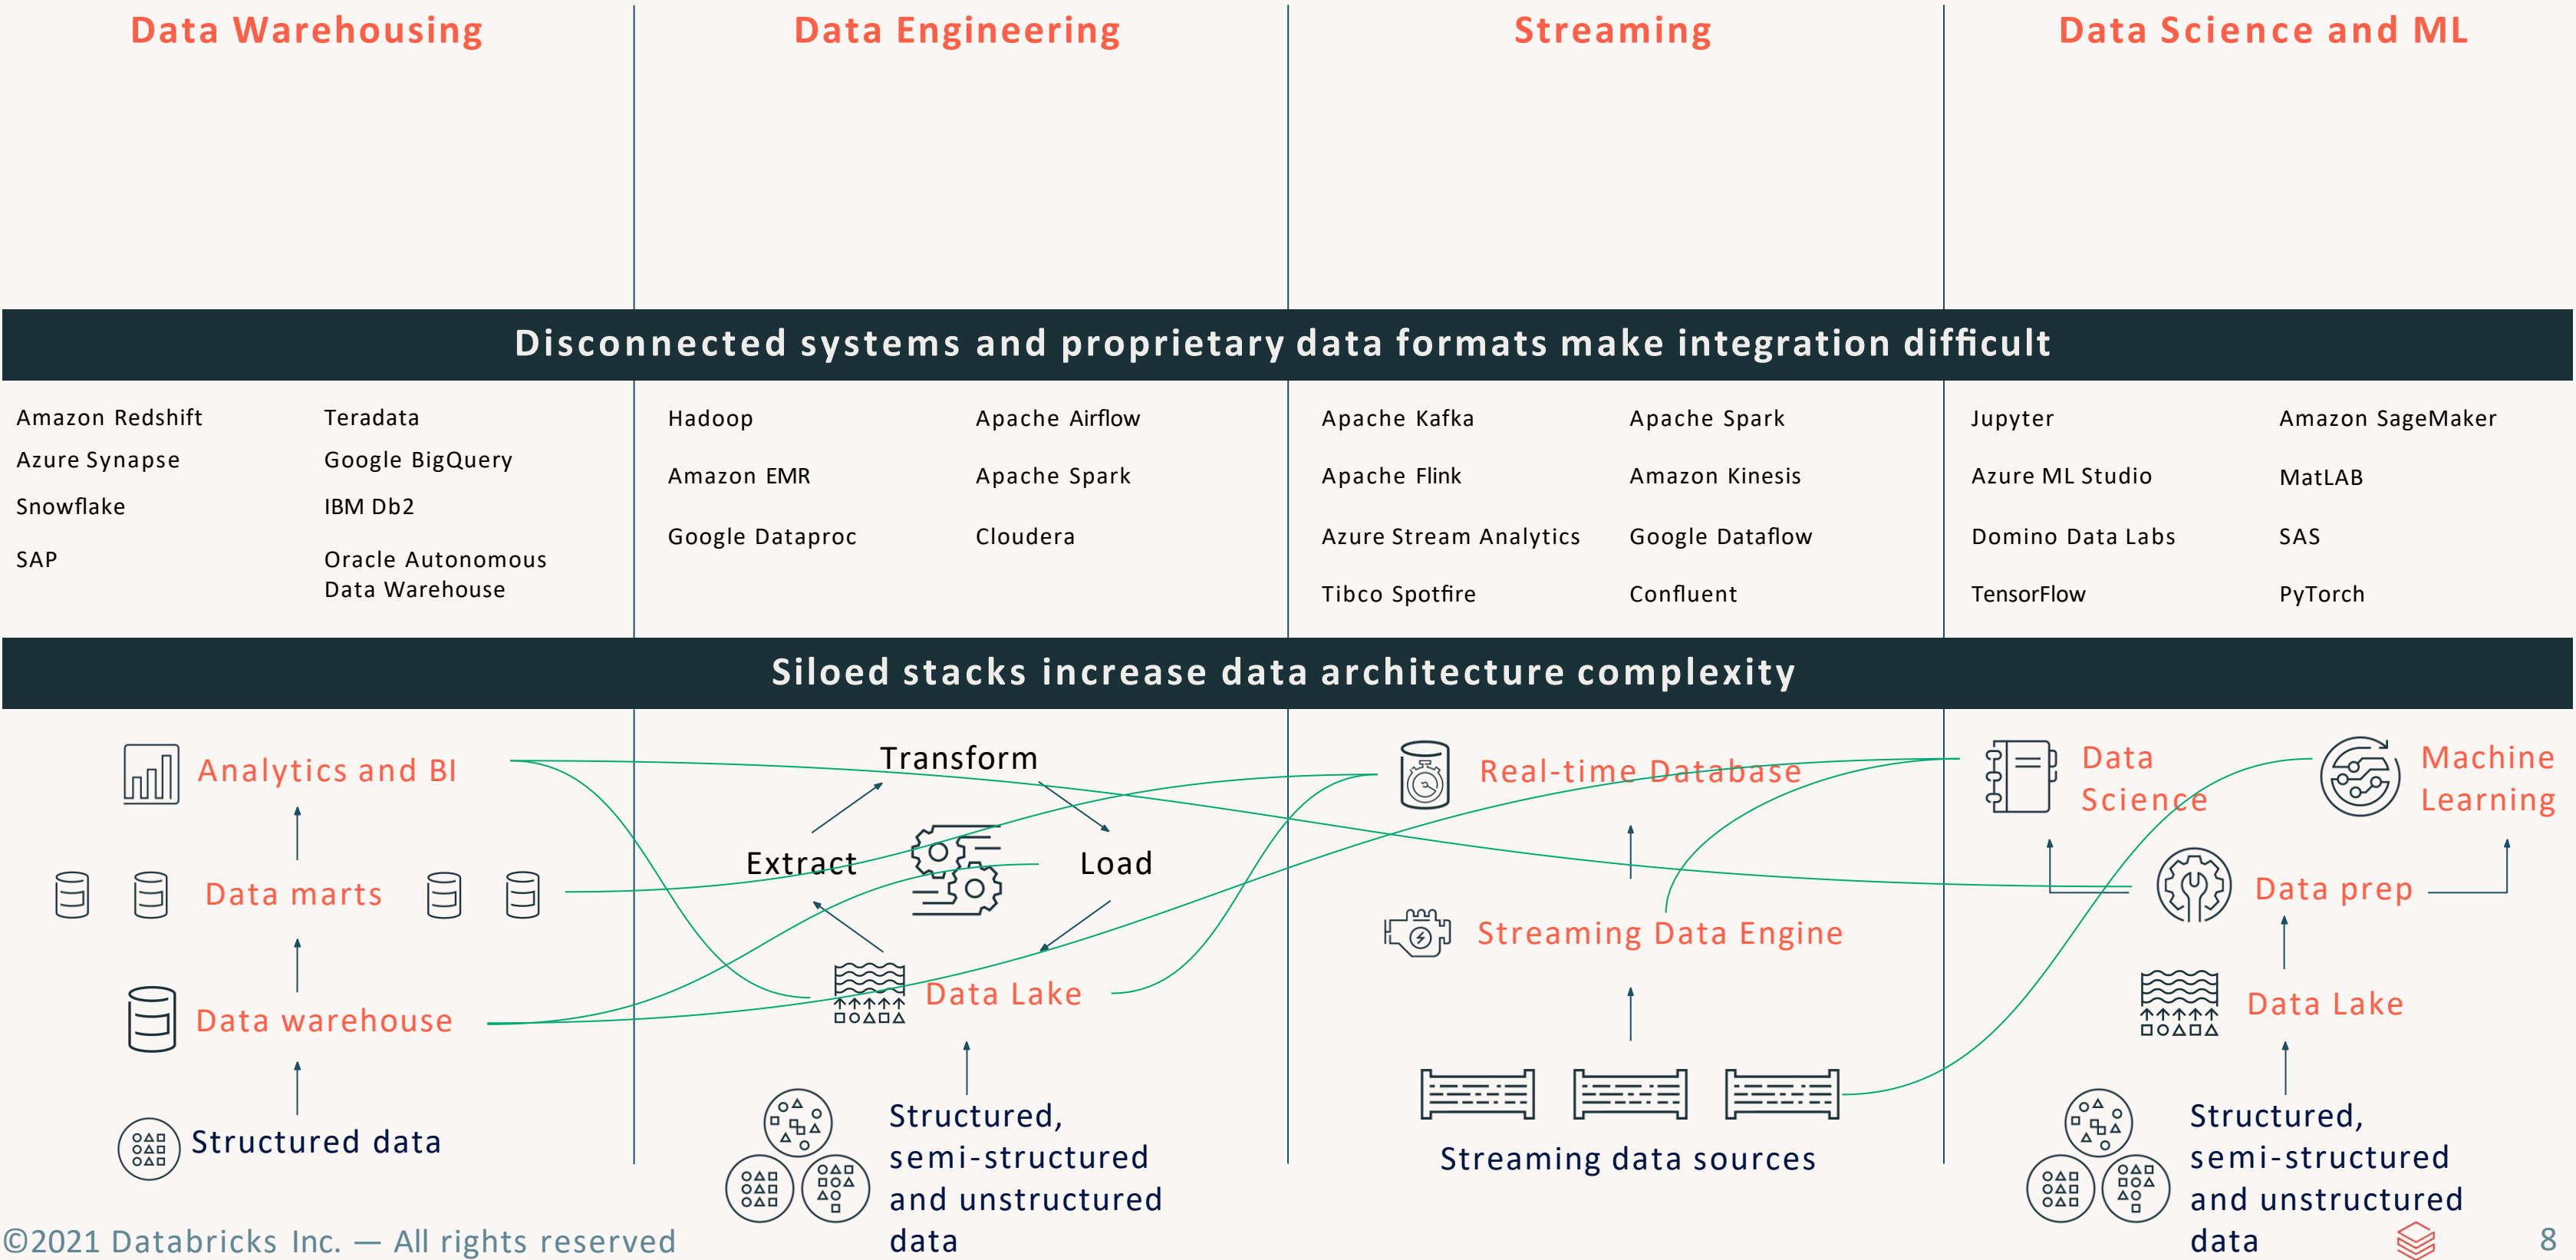 Data Warehousing
Data Engineering
Streaming
Data Science and ML
Disconnected systems and proprietary data formats make integration difficult
Amazon Redshift
Teradata
Azure Synapse
Google BigQuery
Snowflake
IBM Db2
SAP
Oracle Autonomous
Data Warehouse
Hadoop
Apache Airflow
Amazon EMR
Apache Spark
Google Dataproc
Cloudera
Apache Kafka
Apache Spark
Apache Flink
Amazon Kinesis
Azure Stream Analytics
Google Dataflow
Tibco Spotfire
Confluent
Jupyter
Amazon SageMaker
Azure ML Studio
MatLAB
Domino Data Labs
SAS
TensorFlow
PyTorch
Siloed stacks increase data architecture complexity
Analytics and BI
Data marts
Data warehouse
Structured data
Transform
Extract
Load
Data Lake
Structured,
semi-structured
and unstructured
data
Real-time Database
Streaming Data Engine
Streaming data sources
Data
Science
Machine
Learning
Data prep
Data Lake
Structured,
semi-structured
and unstructured
data
©2021 Databricks Inc. — All rights reserved
8